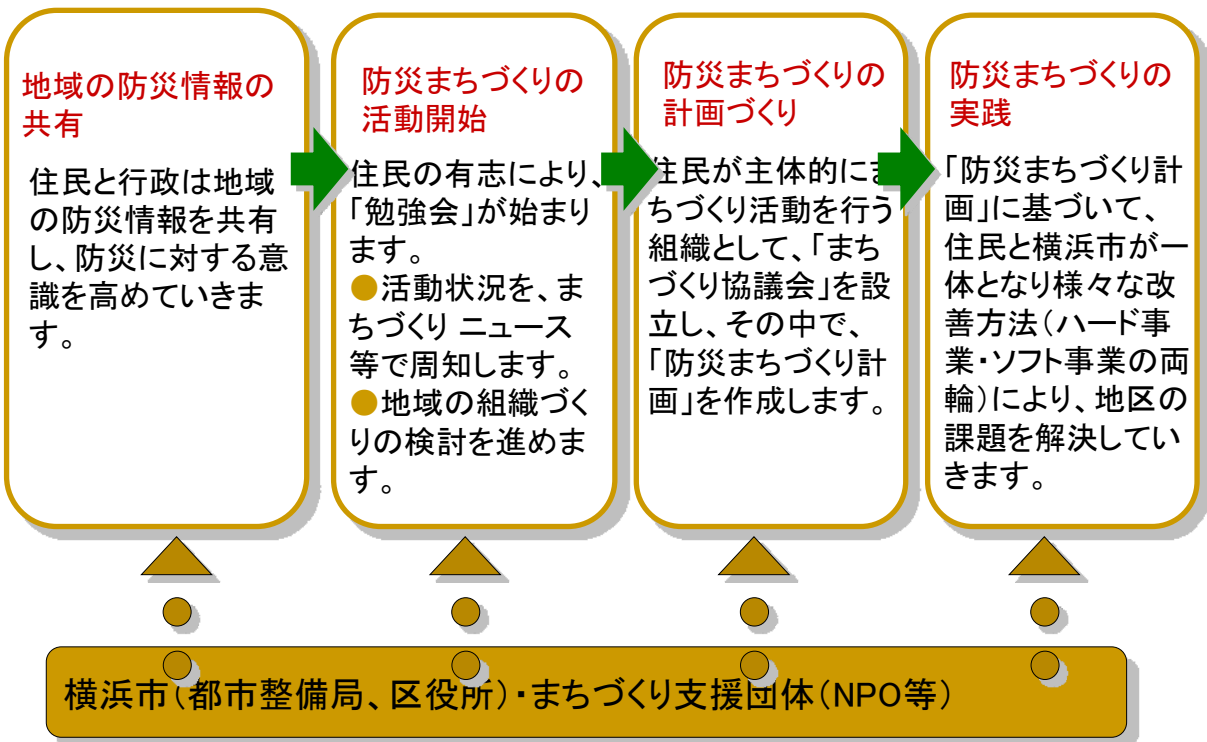 地域の防災情報の
共有
住民と行政は地域
の防災情報を共有
し、防災に対する意
識を高めていきま
す。
防災まちづくりの
活動開始
住民の有志により、
「勉強会」が始まり
ます。
●活動状況を、ま
ちづくり ニュース
等で周知します。
●地域の組織づく
りの検討を進めま
す。
防災まちづくりの
計画づくり
住民が主体的にま
ちづくり活動を行う
組織として、「まち
づくり協議会」を設
立し、その中で、
「防災まちづくり計
画」を作成します。
防災まちづくりの
実践
「防災まちづくり計
画」に基づいて、
住民と横浜市が一
体となり様々な改
善方法（ハード事
業・ソフト事業の両
輪）により、地区の
課題を解決してい
きます。
横浜市（都市整備局、区役所）・まちづくり支援団体（NPO等）